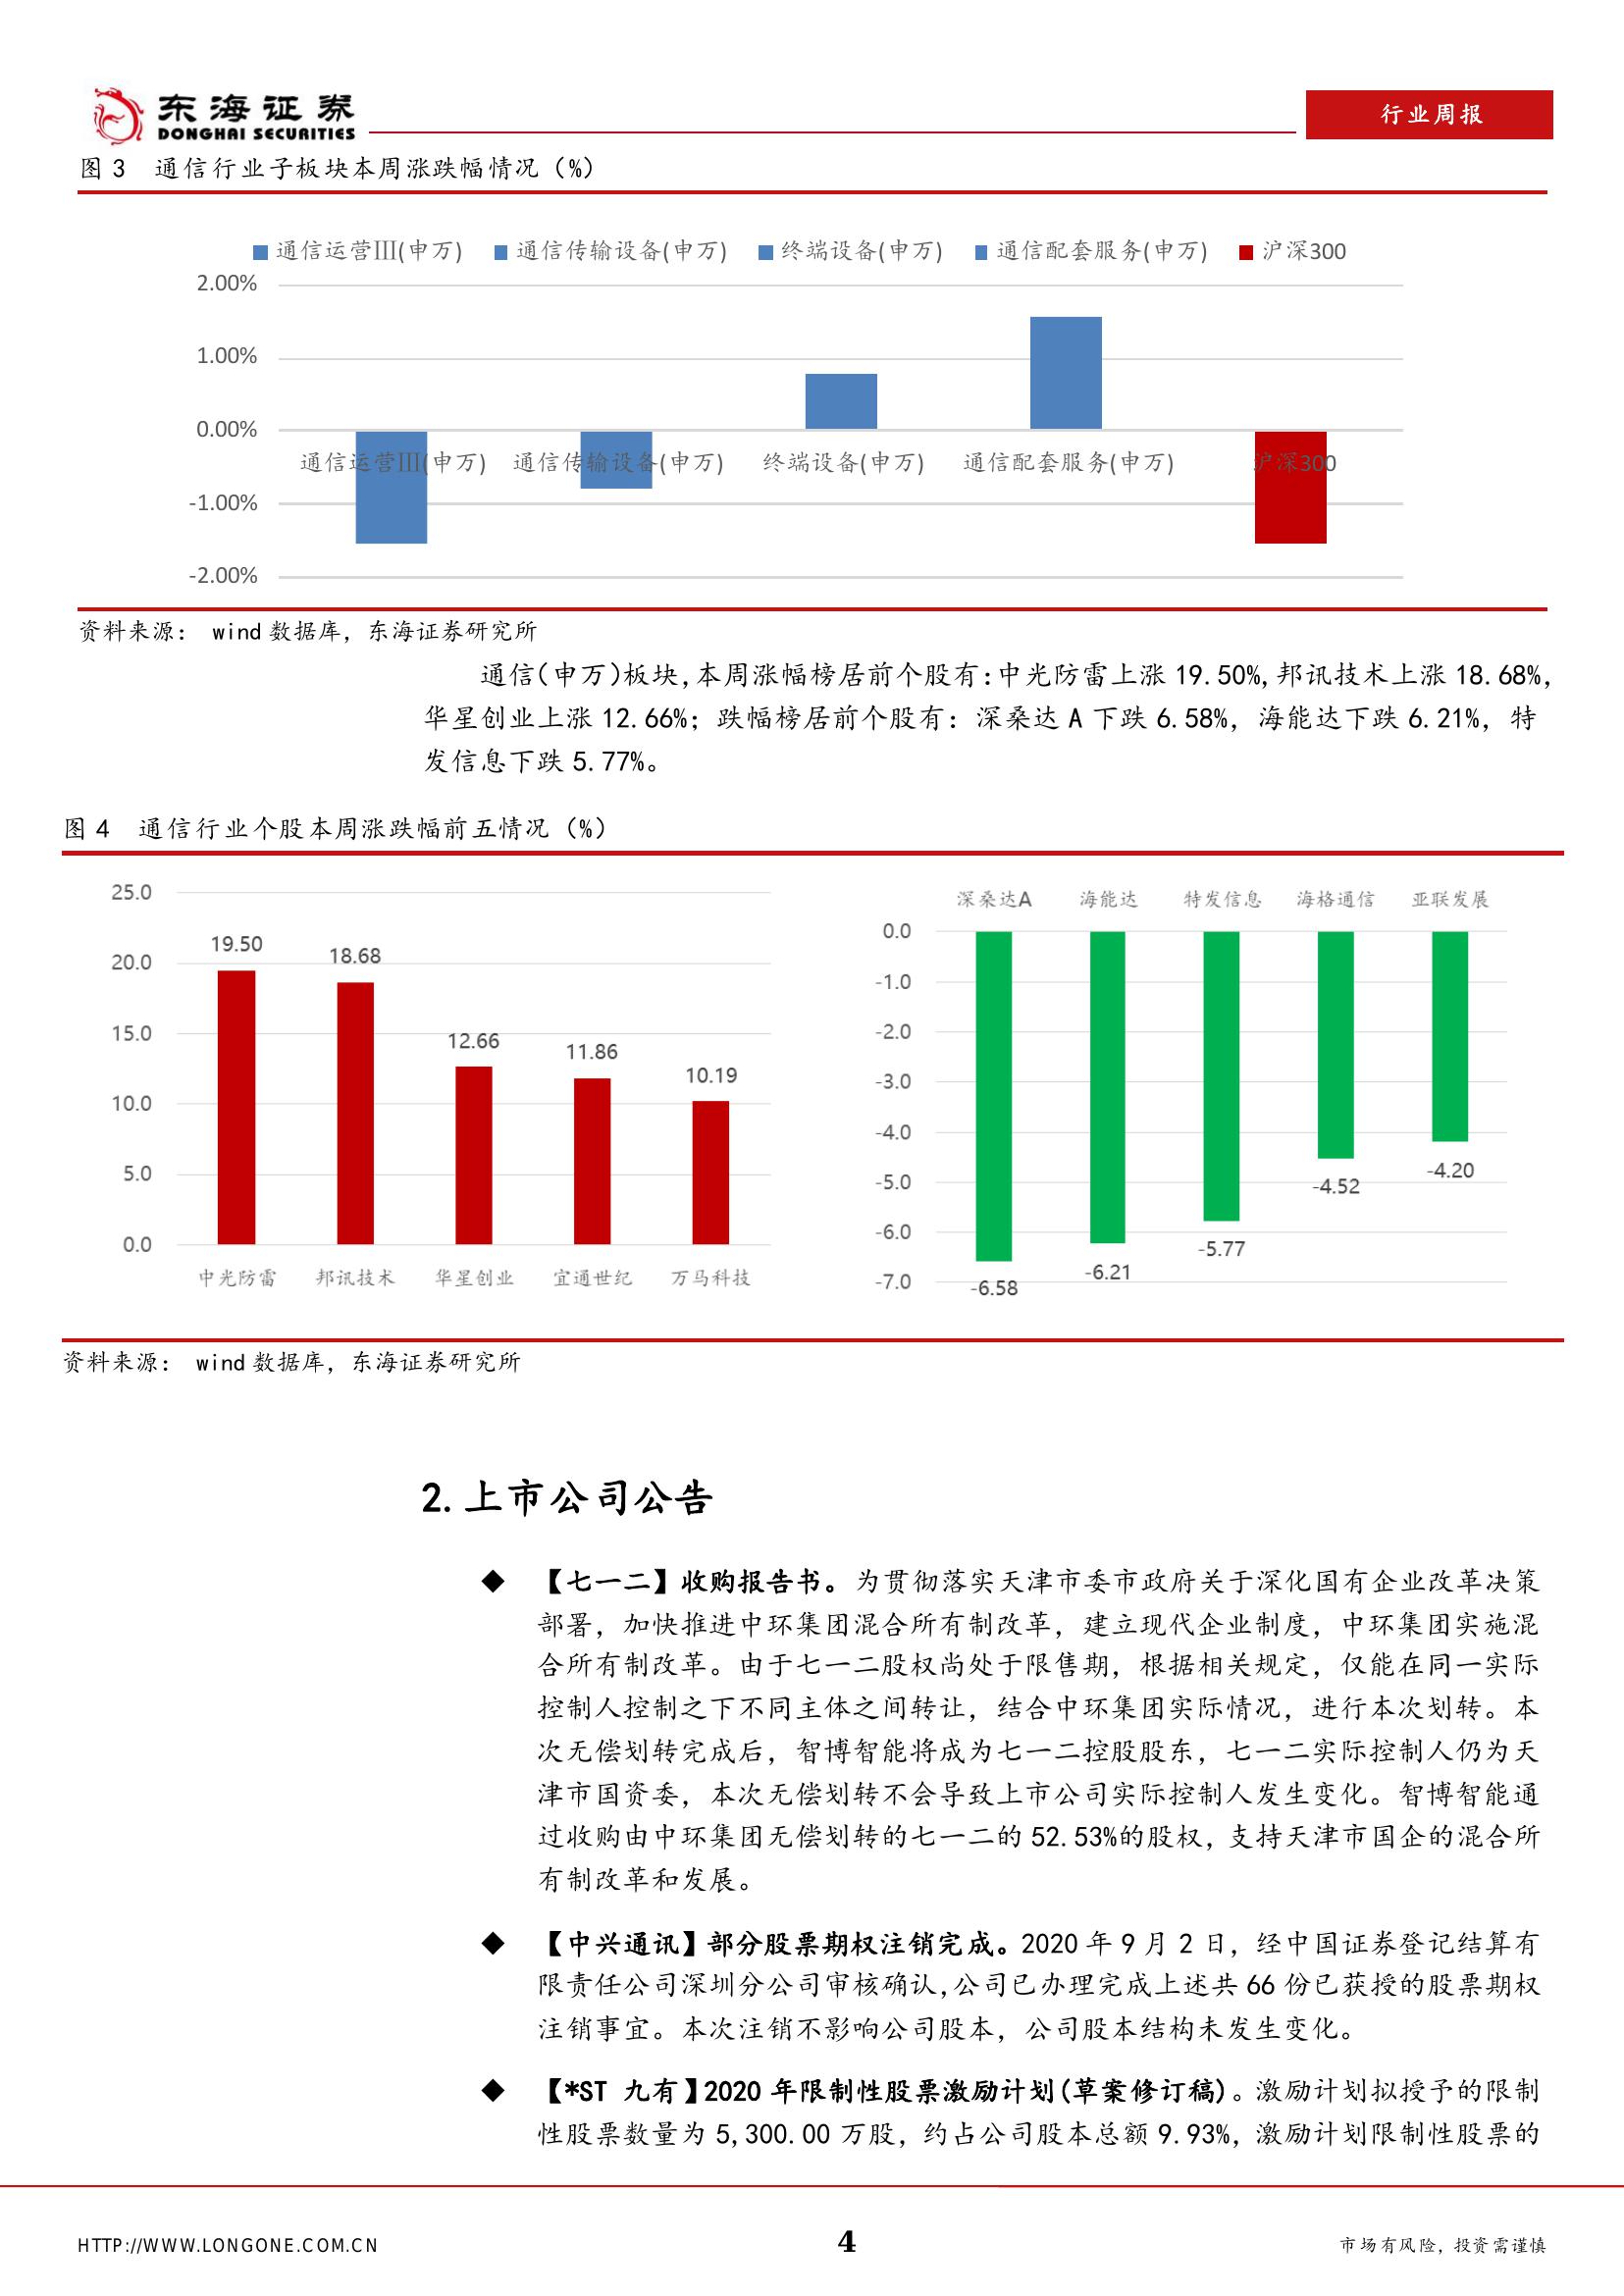 东海证券
DONGHAI SECURITIES
行业周报
图 3 通信行业子板块本周涨跌幅情况（%）
通信运营III(申万) 通信传输设备(申万) 终端设备(申万) 通信配套服务(申万) 沪深300
2.00%
1.00%
0.00%
通信运营III(申万) 通信传输设备(申万) 终端设备(申万) 通信配套服务(申万) 沪深300
-1.00%
-2.00%
资料来源： wind 数据库，东海证券研究所
通信(申万)板块,本周涨幅榜居前个股有:中光防雷上涨 19.50%,邦讯技术上涨 18.68%,
华星创业上涨 12.66%；跌幅榜居前个股有：深桑达 A 下跌 6.58%，海能达下跌 6.21%，特
发信息下跌 5.77%。
图 4 通信行业个股本周涨跌幅前五情况（%）
25.0
20.0
15.0
10.0
5.0
0.0
19.50
18.68
12.66
11.86
10.19
中光防雷 邦讯技术 华星创业 宜通世纪 万马科技
深桑达A 海能达 特发信息 海格通信 亚联发展
0.0
-1.0
-2.0
-3.0
-4.0
-5.0
-6.0
-7.0
-6.58
-6.21
-5.77
-4.52
-4.20
资料来源： wind 数据库，东海证券研究所
2.上市公司公告
◆ 【七一二】收购报告书。为贯彻落实天津市委市政府关于深化国有企业改革决策
部署，加快推进中环集团混合所有制改革，建立现代企业制度，中环集团实施混
合所有制改革。由于七一二股权尚处于限售期，根据相关规定，仅能在同一实际
控制人控制之下不同主体之间转让，结合中环集团实际情况，进行本次划转。本
次无偿划转完成后，智博智能将成为七一二控股股东，七一二实际控制人仍为天
津市国资委，本次无偿划转不会导致上市公司实际控制人发生变化。智博智能通
过收购由中环集团无偿划转的七一二的 52.53%的股权，支持天津市国企的混合所
有制改革和发展。
◆ 【中兴通讯】部分股票期权注销完成。2020 年 9 月 2 日，经中国证券登记结算有
限责任公司深圳分公司审核确认,公司已办理完成上述共 66 份已获授的股票期权
注销事宜。本次注销不影响公司股本，公司股本结构未发生变化。
◆ 【*ST 九有】2020 年限制性股票激励计划(草案修订稿)。激励计划拟授予的限制
性股票数量为 5,300.00 万股，约占公司股本总额 9.93%，激励计划限制性股票的
HTTP://WWW.LONGONE.COM.CN
4
市场有风险，投资需谨慎